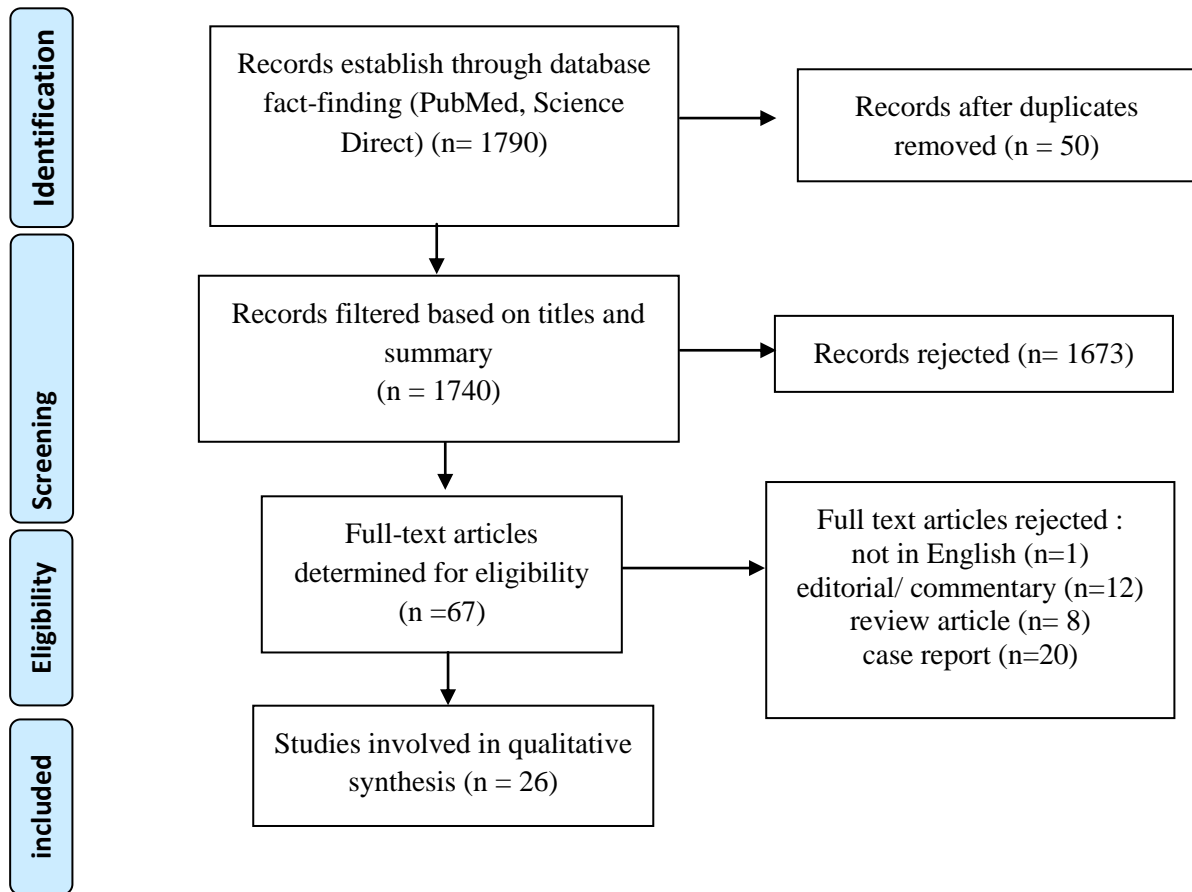 Identification
Records establish through database
fact-finding (PubMed, Science
Direct) (n= 1790)
Records after duplicates
removed (n = 50)
Screening
Records filtered based on titles and
summary
(n = 1740)
Records rejected (n= 1673)
Eligibility
Full-text articles
determined for eligibility
(n =67)
Full text articles rejected :
not in English (n=1)
editorial/ commentary (n=12)
review article (n= 8)
case report (n=20)
included
Studies involved in qualitative
synthesis (n = 26)